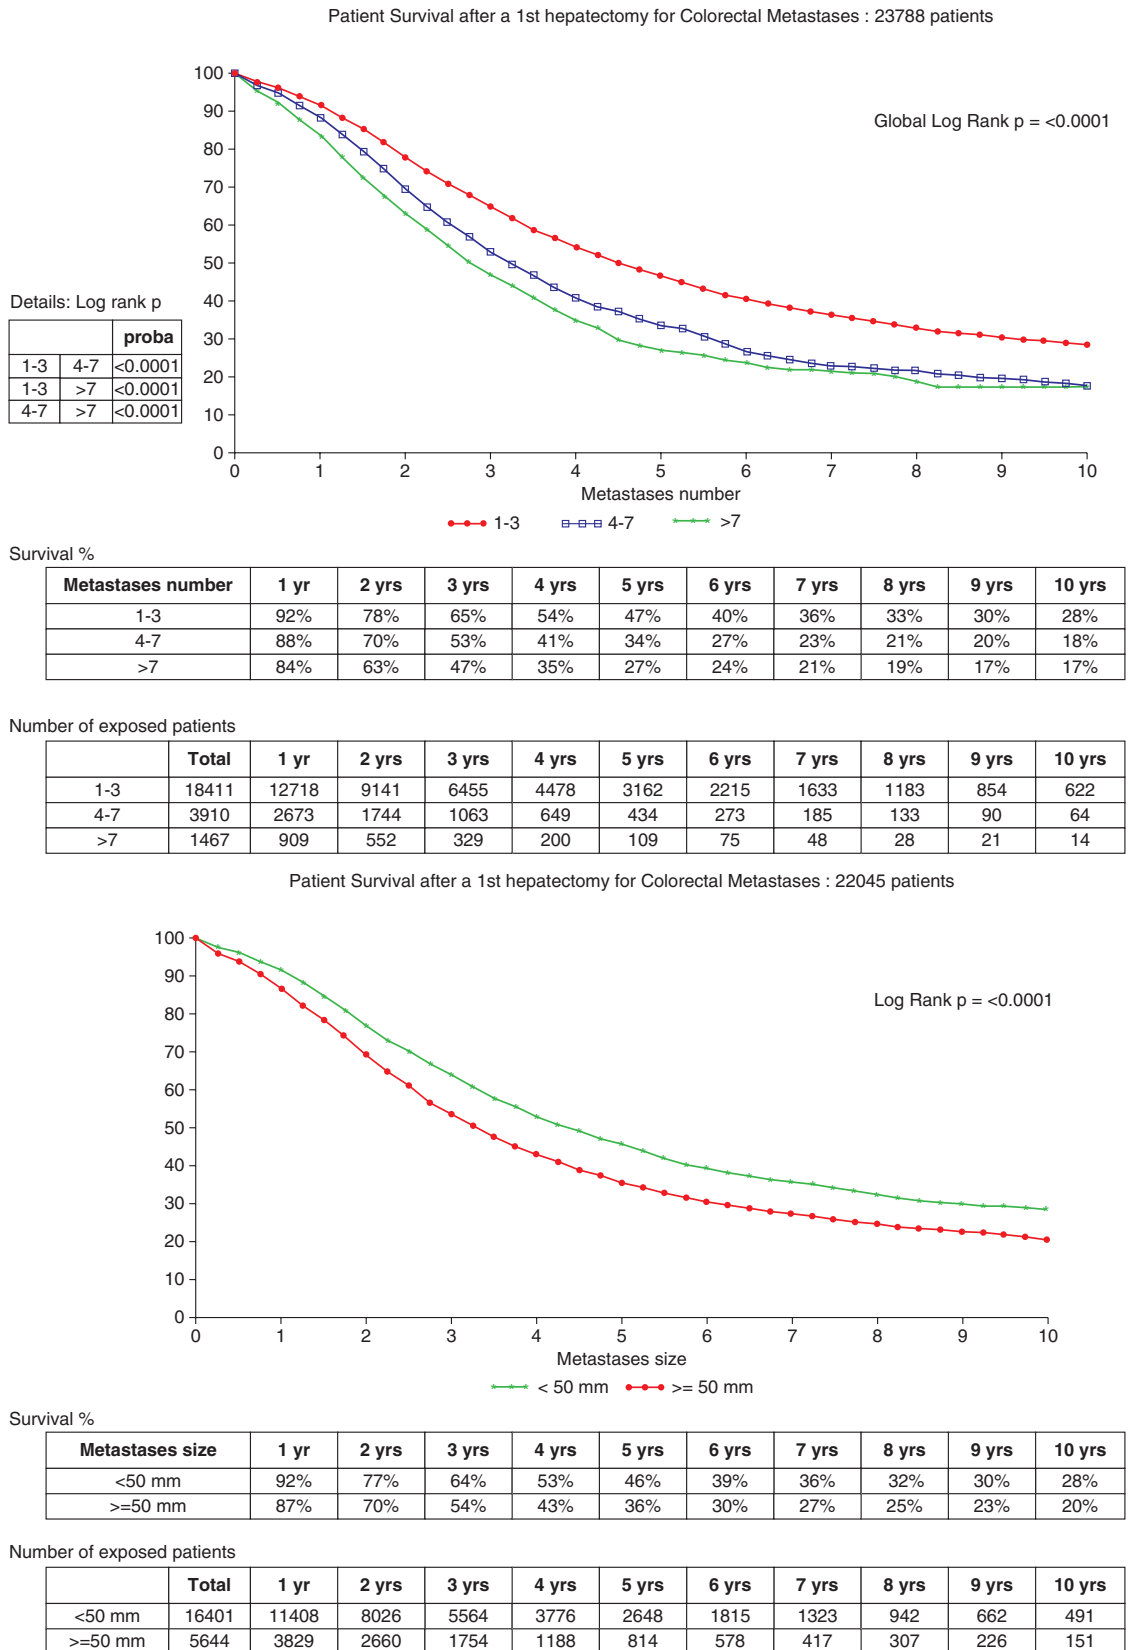 Patient Survival after a 1st hepatectomy for Colorectal Metastases : 23788 patients
100
90
80
70
60
50
40
30
20
10
0
Global Log Rank p = <0.0001
Details: Log rank p
proba
1-3 4-7 <0.0001
1-3 >7 <0.0001
4-7 >7 <0.0001
0 1 2 3 4 5 6 7 8 9 10
Metastases number
1-3 4-7 >7
Survival %
Metastases number 1 yr 2 yrs 3 yrs 4 yrs 5 yrs 6 yrs 7 yrs 8 yrs 9 yrs 10 yrs
1-3 92% 78% 65% 54% 47% 40% 36% 33% 30% 28%
4-7 88% 70% 53% 41% 34% 27% 23% 21% 20% 18%
>7 84% 63% 47% 35% 27% 24% 21% 19% 17% 17%
Number of exposed patients
Total 1 yr 2 yrs 3 yrs 4 yrs 5 yrs 6 yrs 7 yrs 8 yrs 9 yrs 10 yrs
1-3 18411 12718 9141 6455 4478 3162 2215 1633 1183 854 622
4-7 3910 2673 1744 1063 649 434 273 185 133 90 64
>7 1467 909 552 329 200 109 75 48 28 21 14
Patient Survival after a 1st hepatectomy for Colorectal Metastases : 22045 patients
100
90
80
70
60
50
40
30
20
10
0
Log Rank p = <0.0001
0 1 2 3 4 5 6 7 8 9 10
Metastases size
< 50 mm >= 50 mm
Survival %
Metastases size 1 yr 2 yrs 3 yrs 4 yrs 5 yrs 6 yrs 7 yrs 8 yrs 9 yrs 10 yrs
<50 mm 92% 77% 64% 53% 46% 39% 36% 32% 30% 28%
>=50 mm 87% 70% 54% 43% 36% 30% 27% 25% 23% 20%
Number of exposed patients
Total 1 yr 2 yrs 3 yrs 4 yrs 5 yrs 6 yrs 7 yrs 8 yrs 9 yrs 10 yrs
<50 mm 16401 11408 8026 5564 3776 2648 1815 1323 942 662 491
>=50 mm 5644 3829 2660 1754 1188 814 578 417 307 226 151